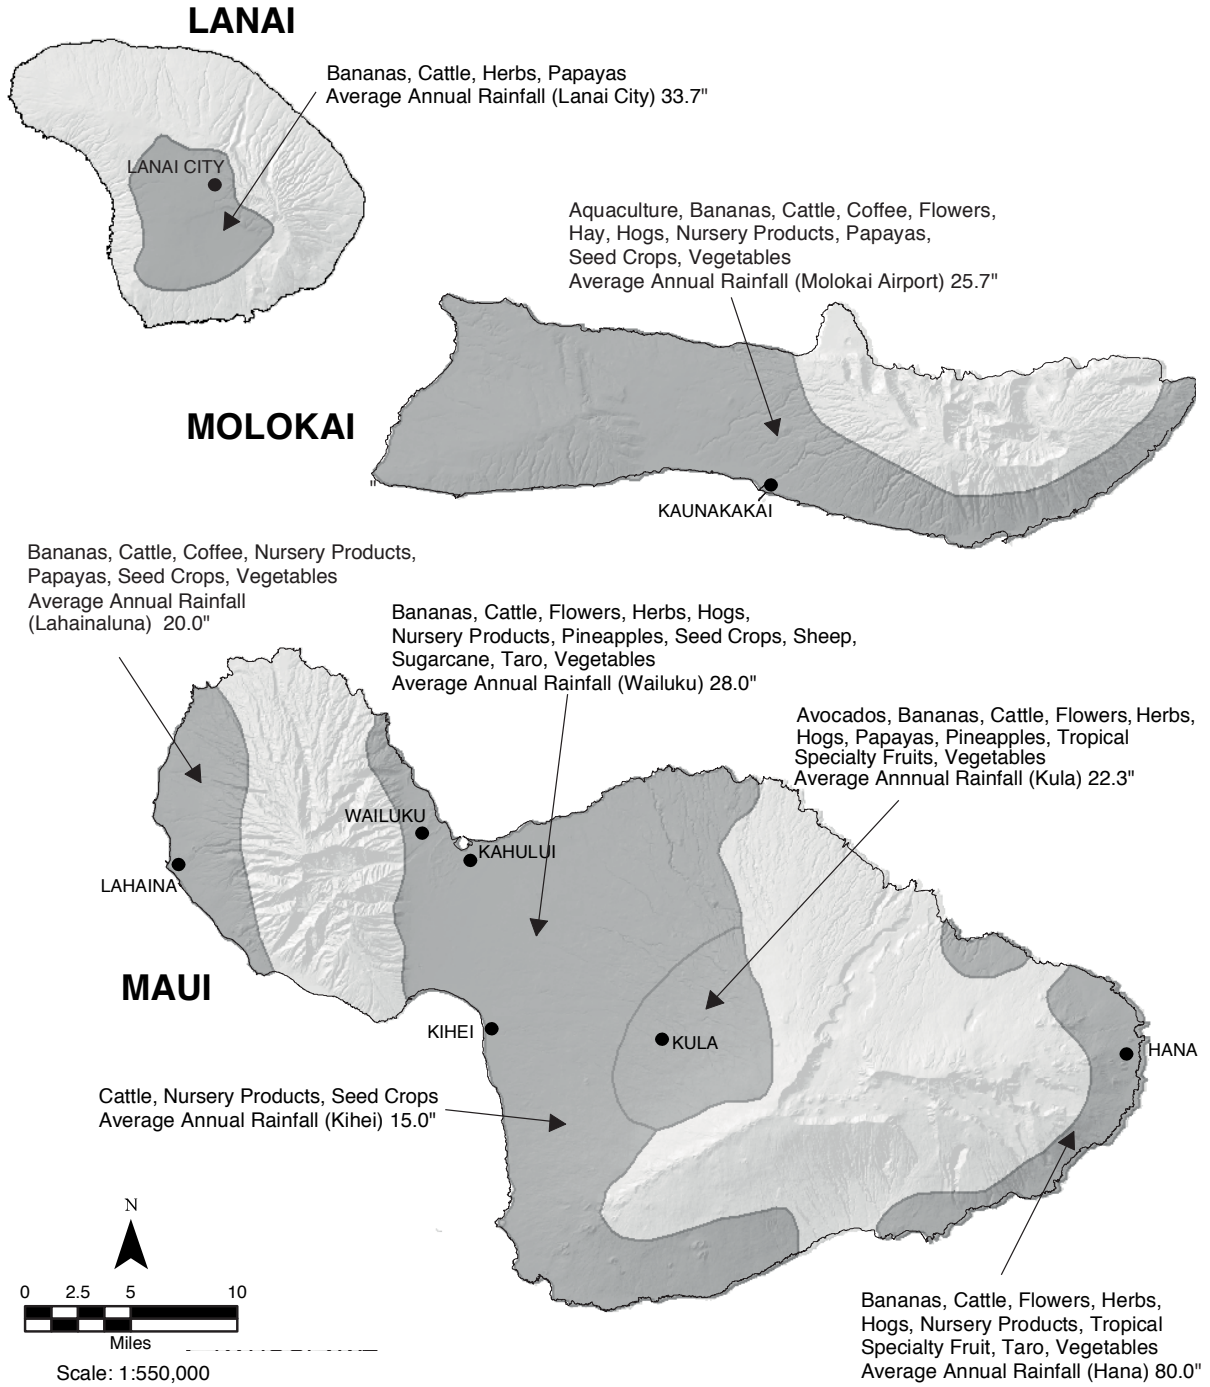 LANAI
Bananas, Cattle, Herbs, Papayas
Average Annual Rainfall (Lanai City) 33.7"
LANAI CITY
Aquaculture, Bananas, Cattle, Coffee, Flowers,
Hay, Hogs, Nursery Products, Papayas,
Seed Crops, Vegetables
Average Annual Rainfall (Molokai Airport) 25.7"
MOLOKAI
"
KAUNAKAKAI
Bananas, Cattle, Coffee, Nursery Products,
Papayas, Seed Crops, Vegetables
Average Annual Rainfall
(Lahainaluna) 20.0"
Bananas, Cattle, Flowers, Herbs, Hogs,
Nursery Products, Pineapples, Seed Crops, Sheep,
Sugarcane, Taro, Vegetables
Average Annual Rainfall (Wailuku) 28.0"
Avocados, Bananas, Cattle, Flowers, Herbs,
Hogs, Papayas, Pineapples, Tropical
Specialty Fruits, Vegetables
Average Annnual Rainfall (Kula) 22.3"
WAILUKU
KAHULUI
LAHAINA
MAUI
KIHEI
KULA
HANA
Cattle, Nursery Products, Seed Crops
Average Annual Rainfall (Kihei) 15.0"
N
0 2.5 5 10
Miles
Scale: 1:550,000
Bananas, Cattle, Flowers, Herbs,
Hogs, Nursery Products, Tropical
Specialty Fruit, Taro, Vegetables
Average Annual Rainfall (Hana) 80.0"